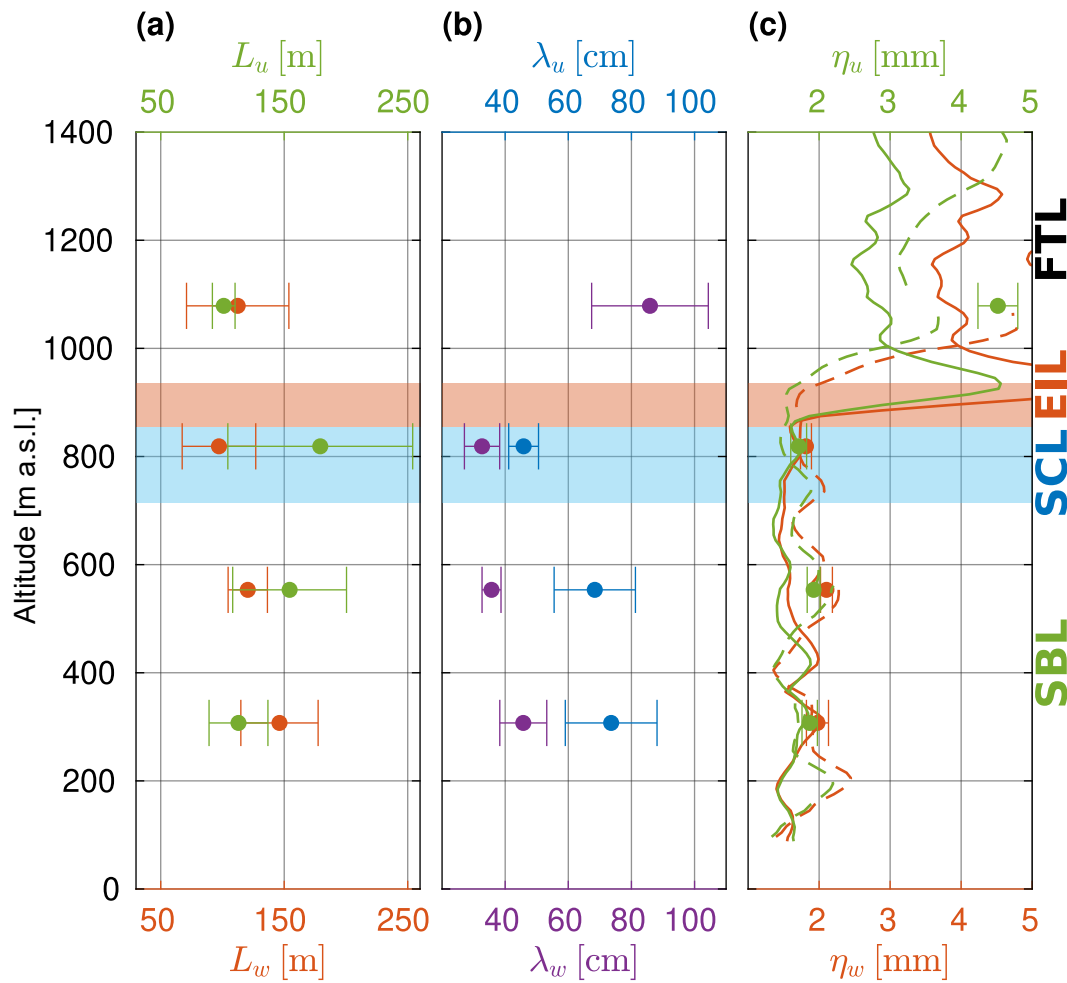 (a) (b) (c)
L_u [m] λ_u [cm] η_u [mm]
50 150 250 40 60 80 100 2 3 4 5
1400
1200
1000
800
600
400
200
0
Altitude [m a.s.l.]
FTL
EIL
SCL
SBL
50 150 250 40 60 80 100 2 3 4 5
L_w [m] λ_w [cm] η_w [mm]